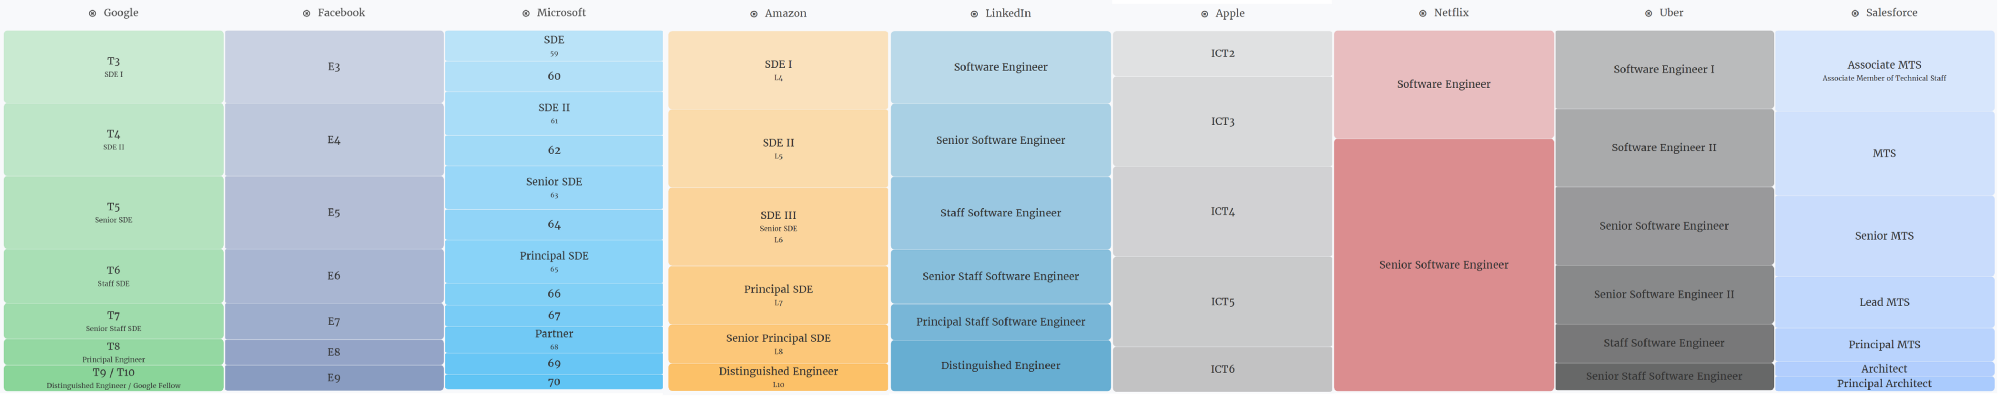 Google
Facebook
Microsoft
Amazon
LinkedIn
Apple
Netflix
Uber
Salesforce
T3
SDE I
T4
SDE II
T5
Senior SDE
T6
Staff SDE
T7
Senior Staff SDE
T8
Principal Engineer
T9 / T10
Distinguished Engineer / Google Fellow
E3
E4
E5
E6
E7
E8
E9
SDE
59
60
SDE II
61
62
Senior SDE
63
64
Principal SDE
65
66
67
Partner
68
69
70
SDE I
L4
SDE II
L5
SDE III
Senior SDE
L6
Principal SDE
L7
Senior Principal SDE
L8
Distinguished Engineer
L10
Software Engineer
Senior Software Engineer
Staff Software Engineer
Senior Staff Software Engineer
Principal Staff Software Engineer
Distinguished Engineer
ICT2
ICT3
ICT4
ICT5
ICT6
Software Engineer
Senior Software Engineer
Software Engineer I
Software Engineer II
Senior Software Engineer
Senior Software Engineer II
Staff Software Engineer
Senior Staff Software Engineer
Associate MTS
Associate Member of Technical Staff
MTS
Senior MTS
Lead MTS
Principal MTS
Architect
Principal Architect